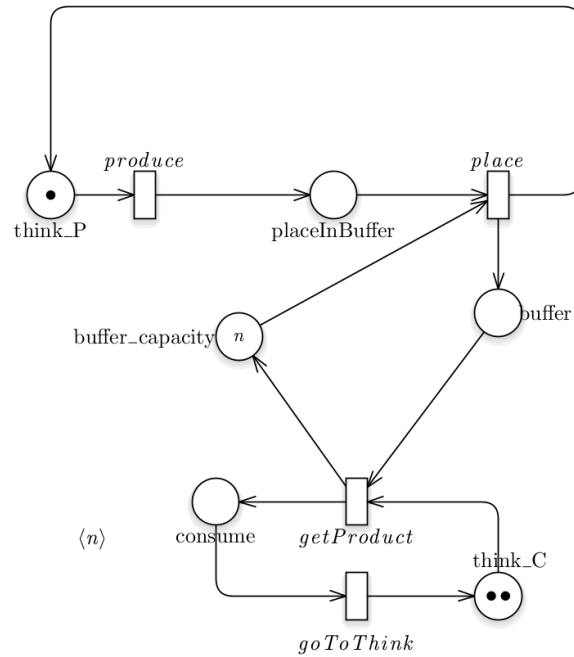 produce
place
think_P
placeInBuffer
buffer
buffer_capacity
n
consume
getProduct
⟨n⟩
think_C
goToThink